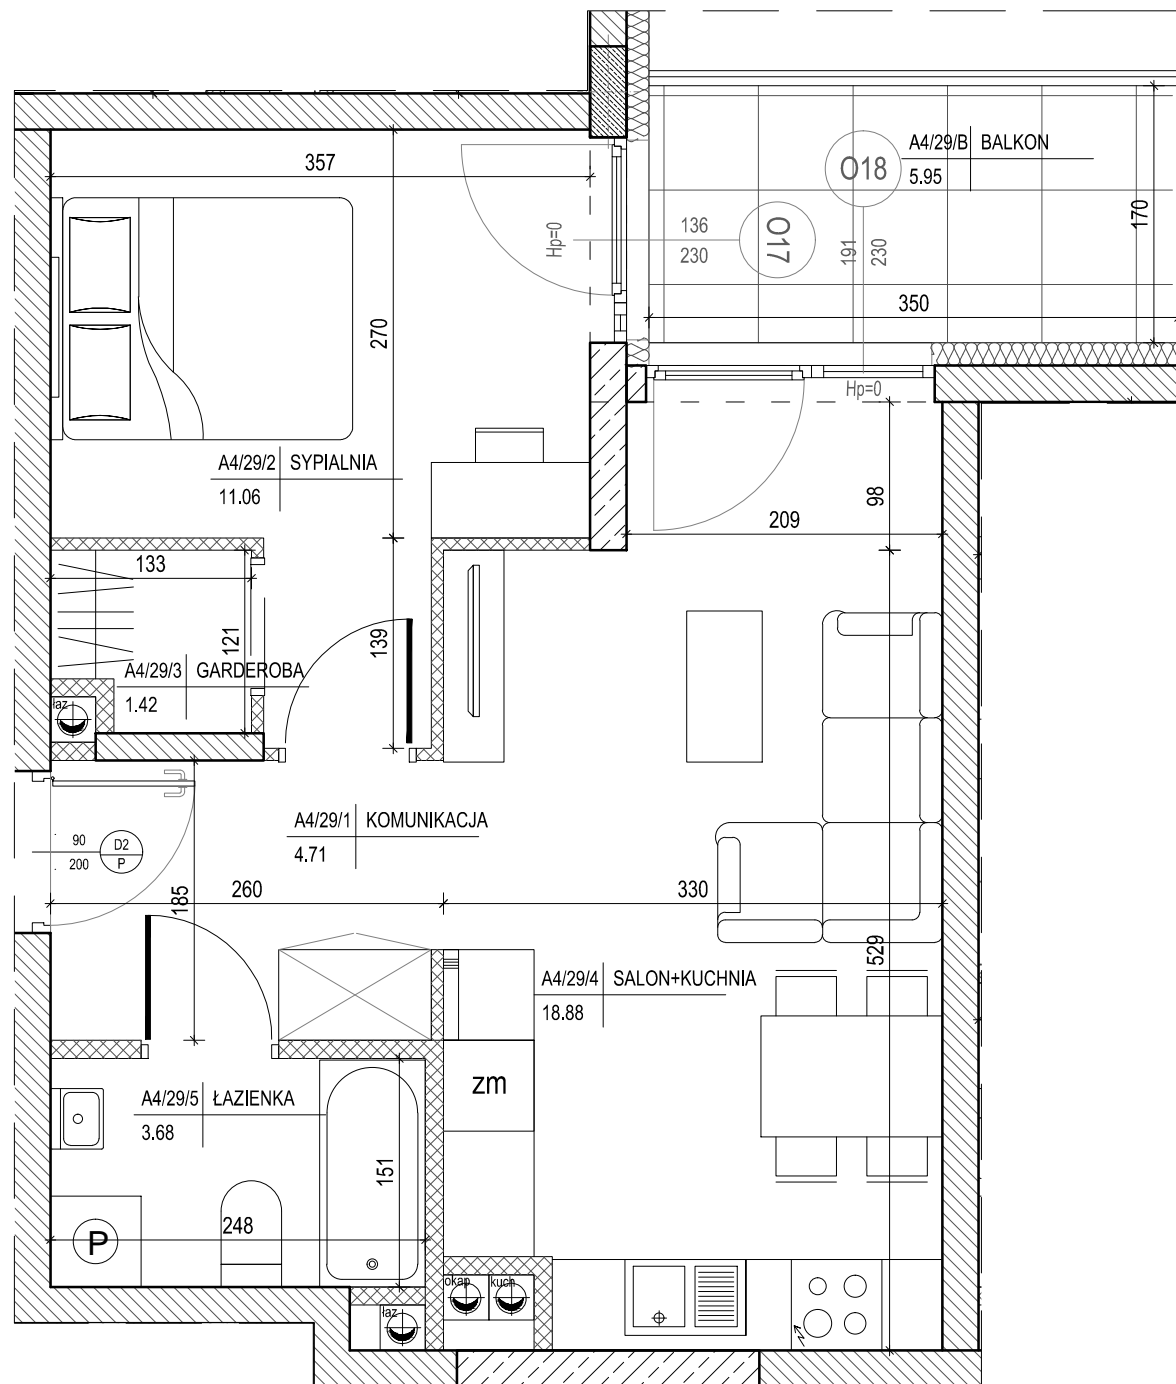 357
A4/29/B BALKON
5.95
O18
170
136
230
O17
Hp=0
191
230
350
270
Hp=0
A4/29/2 SYPIALNIA
11.06
98
209
133
121
139
A4/29/3 GARDEROBA
1.42
łaz
A4/29/1 KOMUNIKACJA
4.71
90
200
D2
P
185
260
330
529
A4/29/4 SALON+KUCHNIA
18.88
zm
A4/29/5 ŁAZIENKA
3.68
151
248
P
okap
kuch
łaz